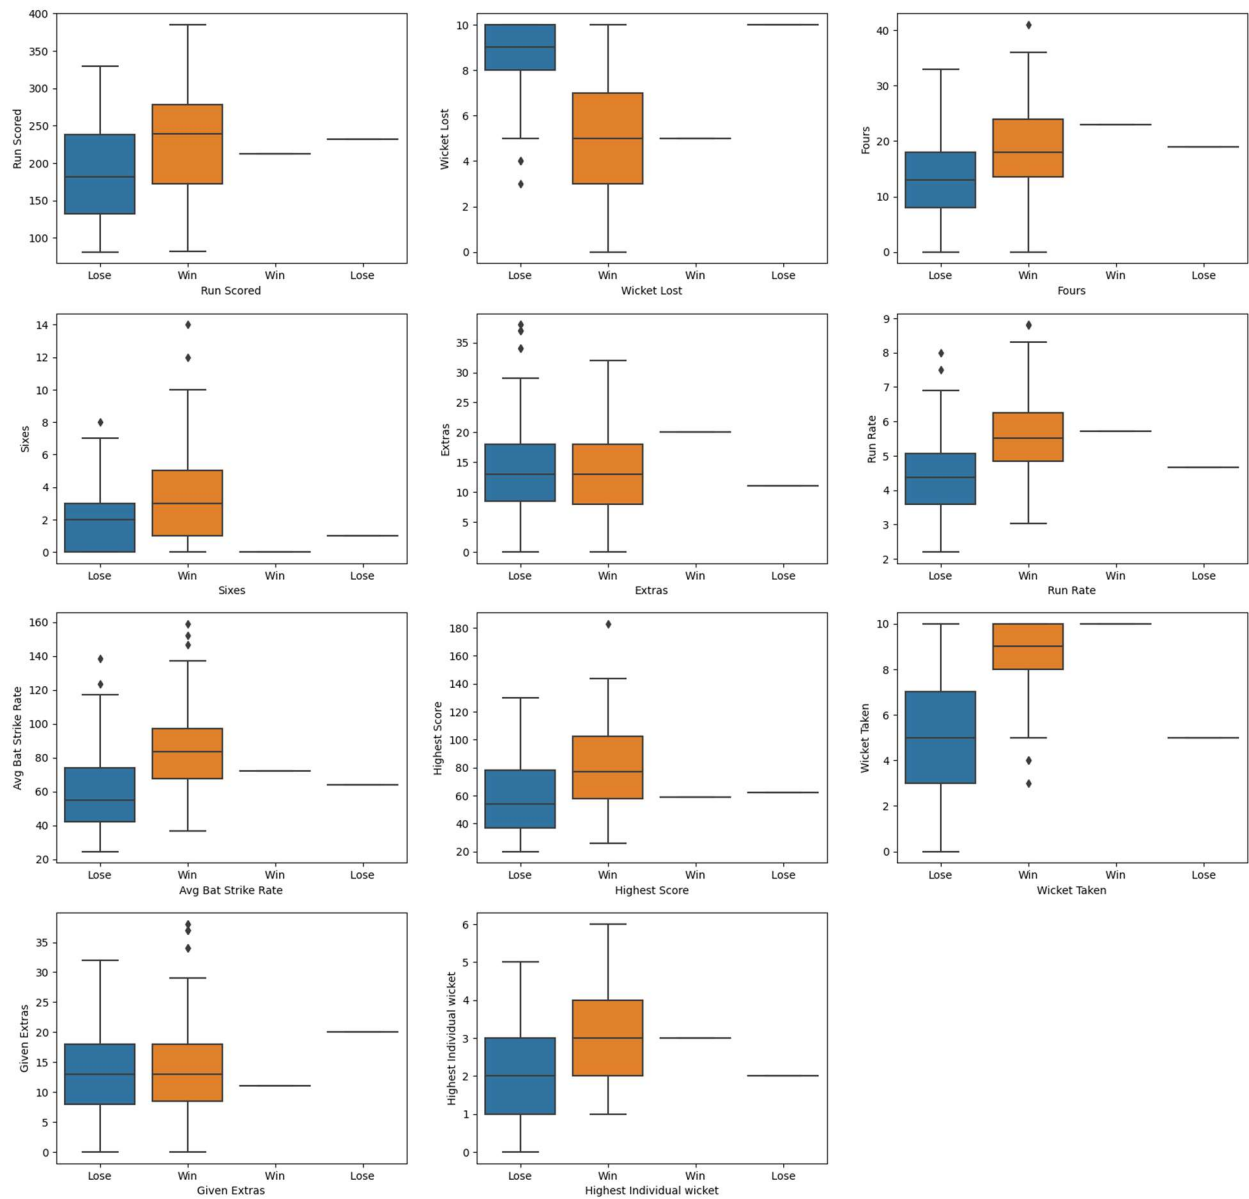 400
350
300
250
200
150
100
Run Scored
Lose Win Win Lose
Run Scored
10
8
6
4
2
0
Wicket Lost
Lose Win Win Lose
Wicket Lost
40
30
20
10
0
Fours
Lose Win Win Lose
Fours
14
12
10
8
6
4
2
0
Sixes
Lose Win Win Lose
Sixes
35
30
25
20
15
10
5
0
Extras
Lose Win Win Lose
Extras
9
8
7
6
5
4
3
2
Run Rate
Lose Win Win Lose
Run Rate
160
140
120
100
80
60
40
20
Avg Bat Strike Rate
Lose Win Win Lose
Avg Bat Strike Rate
180
160
140
120
100
80
60
40
20
Highest Score
Lose Win Win Lose
Highest Score
10
8
6
4
2
0
Wicket Taken
Lose Win Win Lose
Wicket Taken
35
30
25
20
15
10
5
0
Given Extras
Lose Win Win Lose
Given Extras
6
5
4
3
2
1
0
Highest Individual wicket
Lose Win Win Lose
Highest Individual wicket